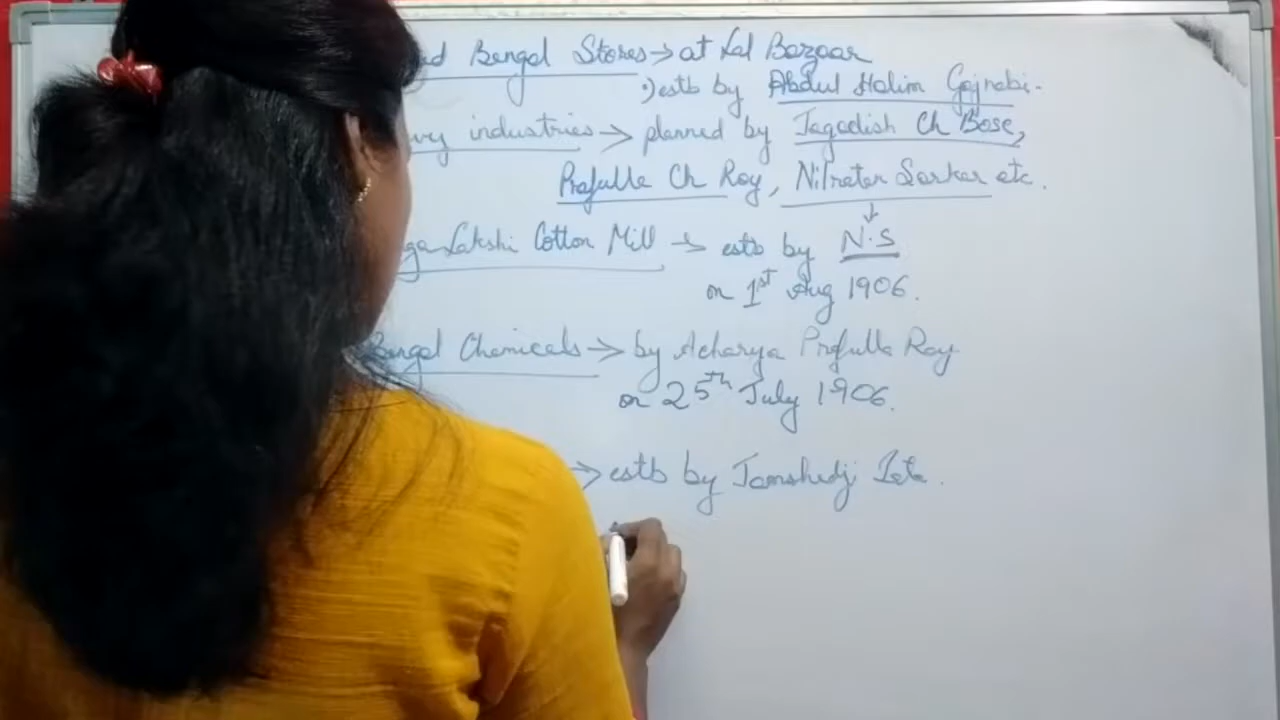 Bengal Stores → at Lal Bazaar
•) estb by Abdul Halim Gajnabi.
industries → planned by Jagadish Ch Bose,
Prafulla Ch Roy, Nilratan Sarkar etc.
Lakshi Cotton Mill → estb by N.S
on 1st Aug 1906.
Bengal Chemicals → by Acharya Prafulla Roy
on 25th July 1906.
→ estb by Jamshedji Tata.